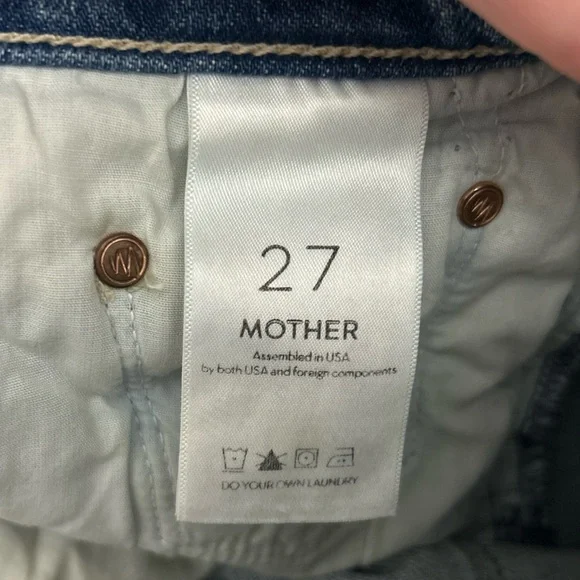 27
MOTHER
Assembled in USA
by both USA and foreign components
DO YOUR OWN LAUNDRY